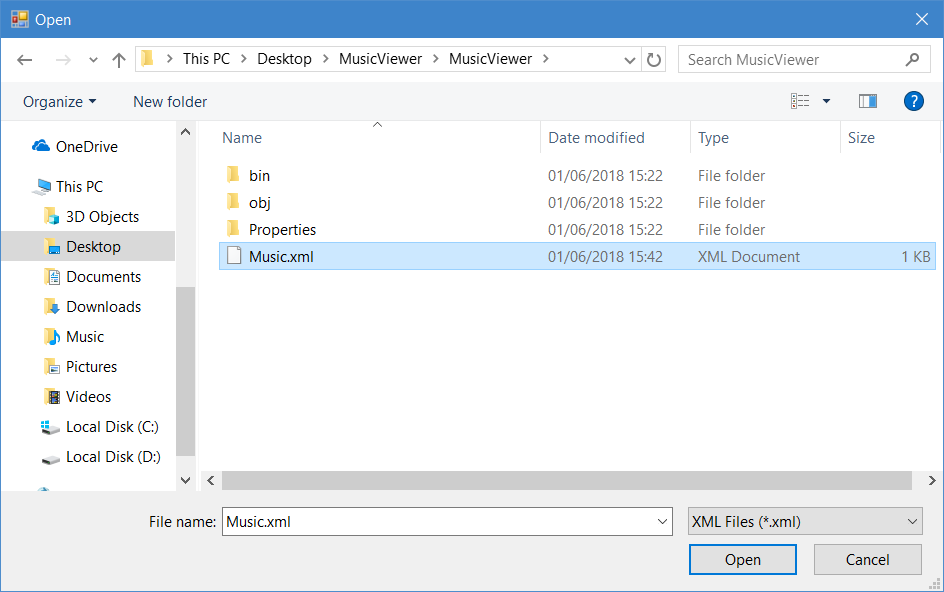 Open
This PC > Desktop > MusicViewer > MusicViewer >
Search MusicViewer
Organize
New folder
?
OneDrive
This PC
3D Objects
Desktop
Documents
Downloads
Music
Pictures
Videos
Local Disk (C:)
Local Disk (D:)
Name Date modified Type Size
bin 01/06/2018 15:22 File folder
obj 01/06/2018 15:22 File folder
Properties 01/06/2018 15:22 File folder
Music.xml 01/06/2018 15:42 XML Document 1 KB
File name: Music.xml
XML Files (*.xml)
Open Cancel